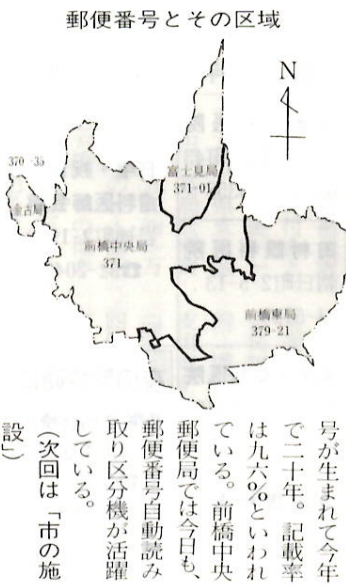 郵便番号とその区域
N
370-35
金古局
富士見局
371-01
前橋中央局
371
前橋東局
379-21
号が生まれて今年
で二十年。記載率
は九六%といわれ
ている。前橋中央
郵便局では今日も、
郵便番号自動読み
取り区分機が活躍
している。
(次回は「市の施
設」)